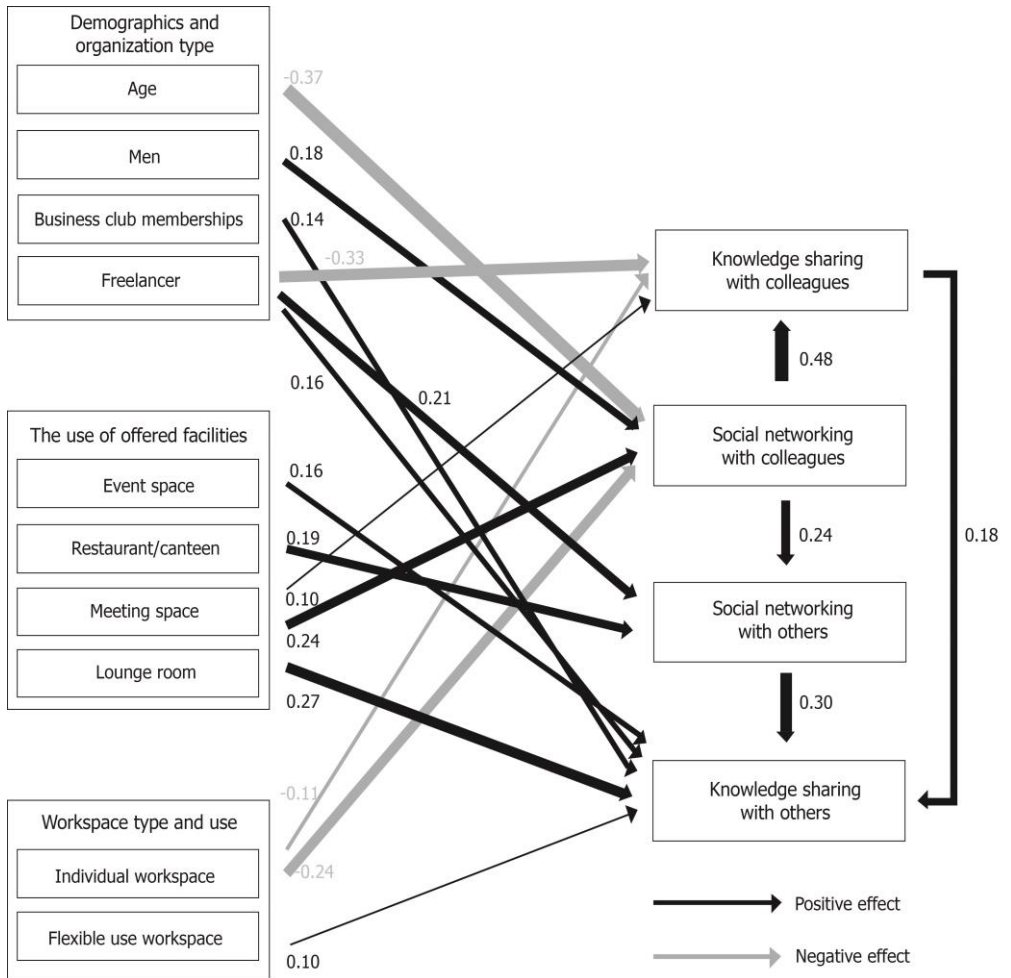 Demographics and
organization type
Age
Men
Business club memberships
Freelancer
The use of offered facilities
Event space
Restaurant/canteen
Meeting space
Lounge room
Workspace type and use
Individual workspace
Flexible use workspace
-0.37
0.18
0.14
-0.33
0.16
0.21
0.16
0.19
0.10
0.24
0.27
-0.11
-0.24
0.10
Knowledge sharing
with colleagues
0.48
Social networking
with colleagues
0.24
0.18
Social networking
with others
0.30
Knowledge sharing
with others
Positive effect
Negative effect